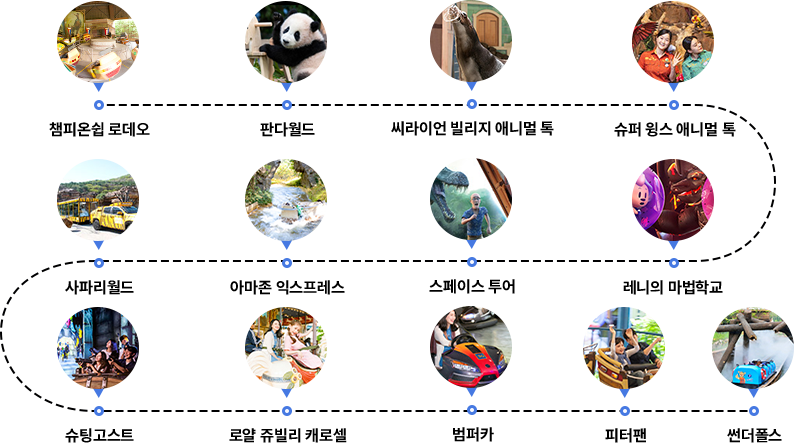 챔피온쉽 로데오
판다월드
씨라이언 빌리지 애니멀 톡
슈퍼 윙스 애니멀 톡
사파리월드
아마존 익스프레스
스페이스 투어
레니의 마법학교
슈팅고스트
로얄 쥬빌리 캐로셀
범퍼카
피터팬
썬더폴스